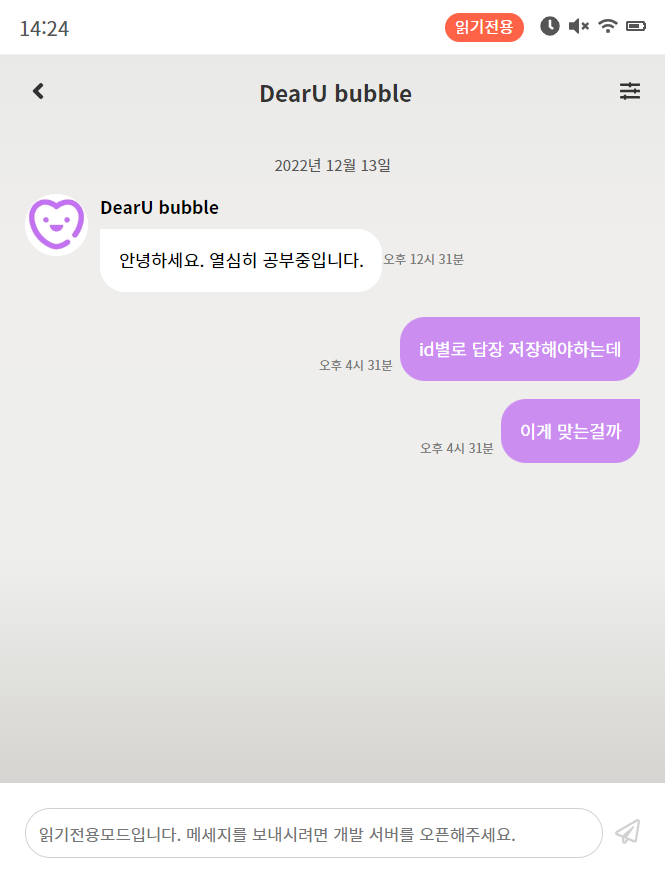 14:24
읽기전용
DearU bubble
2022년 12월 13일
DearU bubble
안녕하세요. 열심히 공부중입니다.
오후 12시 31분
id별로 답장 저장해야하는데
오후 4시 31분
이게 맞는걸까
오후 4시 31분
읽기전용모드입니다. 메세지를 보내시려면 개발 서버를 오픈해주세요.